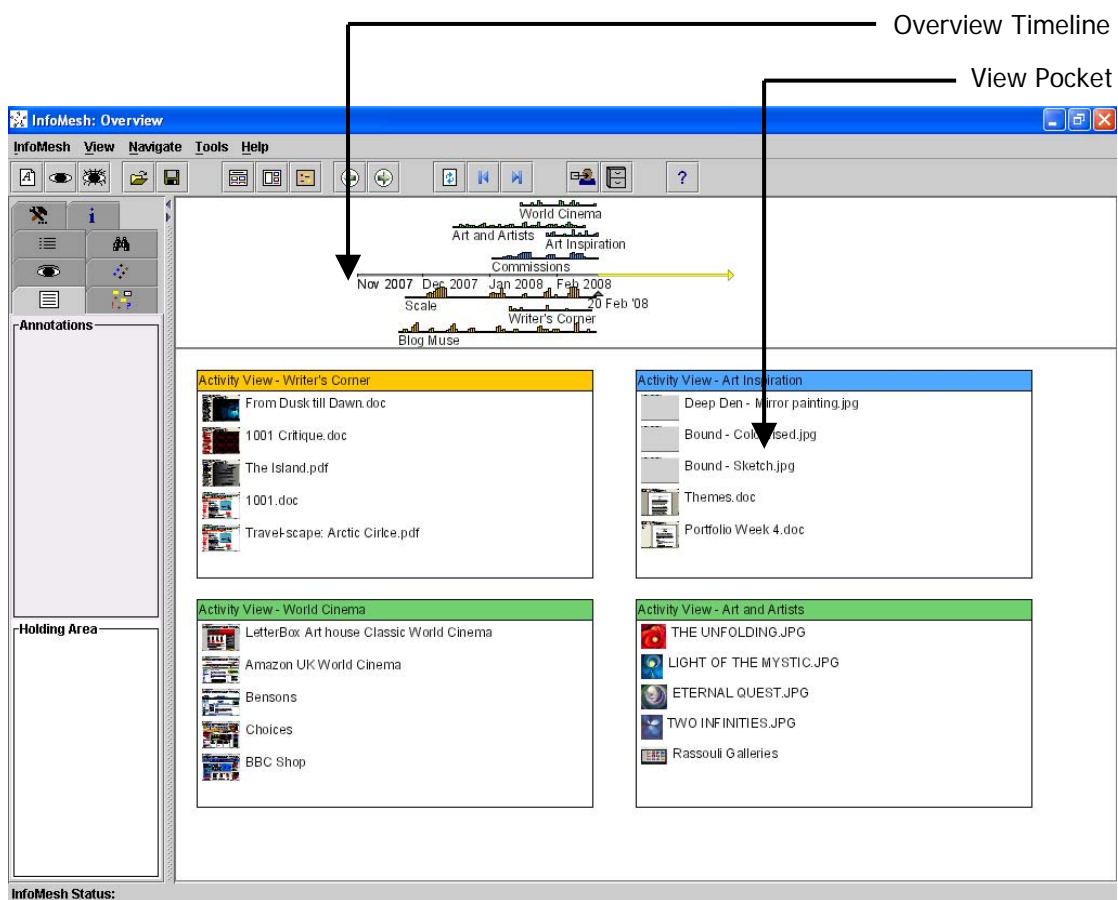 Overview Timeline
View Pocket
InfoMesh: Overview
InfoMesh View Navigate Tools Help
A
?
i
World Cinema
Art and Artists
Art Inspiration
Commissions
Nov 2007 Dec 2007 Jan 2008 Feb 2008
Scale
20 Feb '08
Writer's Corner
Blog Muse
Annotations
Holding Area
Activity View - Writer's Corner
From Dusk till Dawn.doc
1001 Critique.doc
The Island.pdf
1001.doc
Travel-scape: Arctic Cirlce.pdf
Activity View - Art Inspiration
Deep Den - Mirror painting.jpg
Bound - Colourised.jpg
Bound - Sketch.jpg
Themes.doc
Portfolio Week 4.doc
Activity View - World Cinema
LetterBox Art house Classic World Cinema
Amazon UK World Cinema
Bensons
Choices
BBC Shop
Activity View - Art and Artists
THE UNFOLDING.JPG
LIGHT OF THE MYSTIC.JPG
ETERNAL QUEST.JPG
TWO INFINITIES.JPG
Rassouli Galleries
InfoMesh Status: